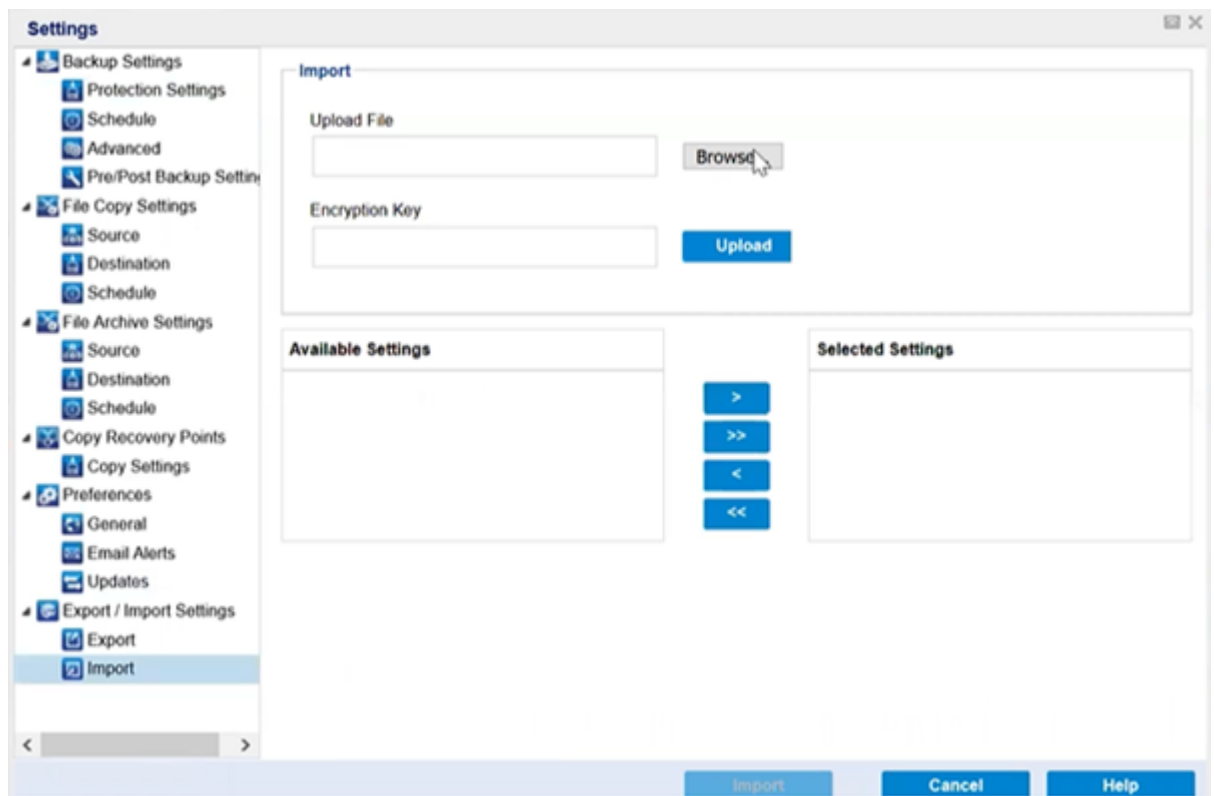 Settings
Backup Settings
Protection Settings
Schedule
Advanced
Pre/Post Backup Settin
File Copy Settings
Source
Destination
Schedule
File Archive Settings
Source
Destination
Schedule
Copy Recovery Points
Copy Settings
Preferences
General
Email Alerts
Updates
Export / Import Settings
Export
Import
Import
Upload File
Browse
Encryption Key
Upload
Available Settings
>
>>
<
<<
Selected Settings
Import
Cancel
Help